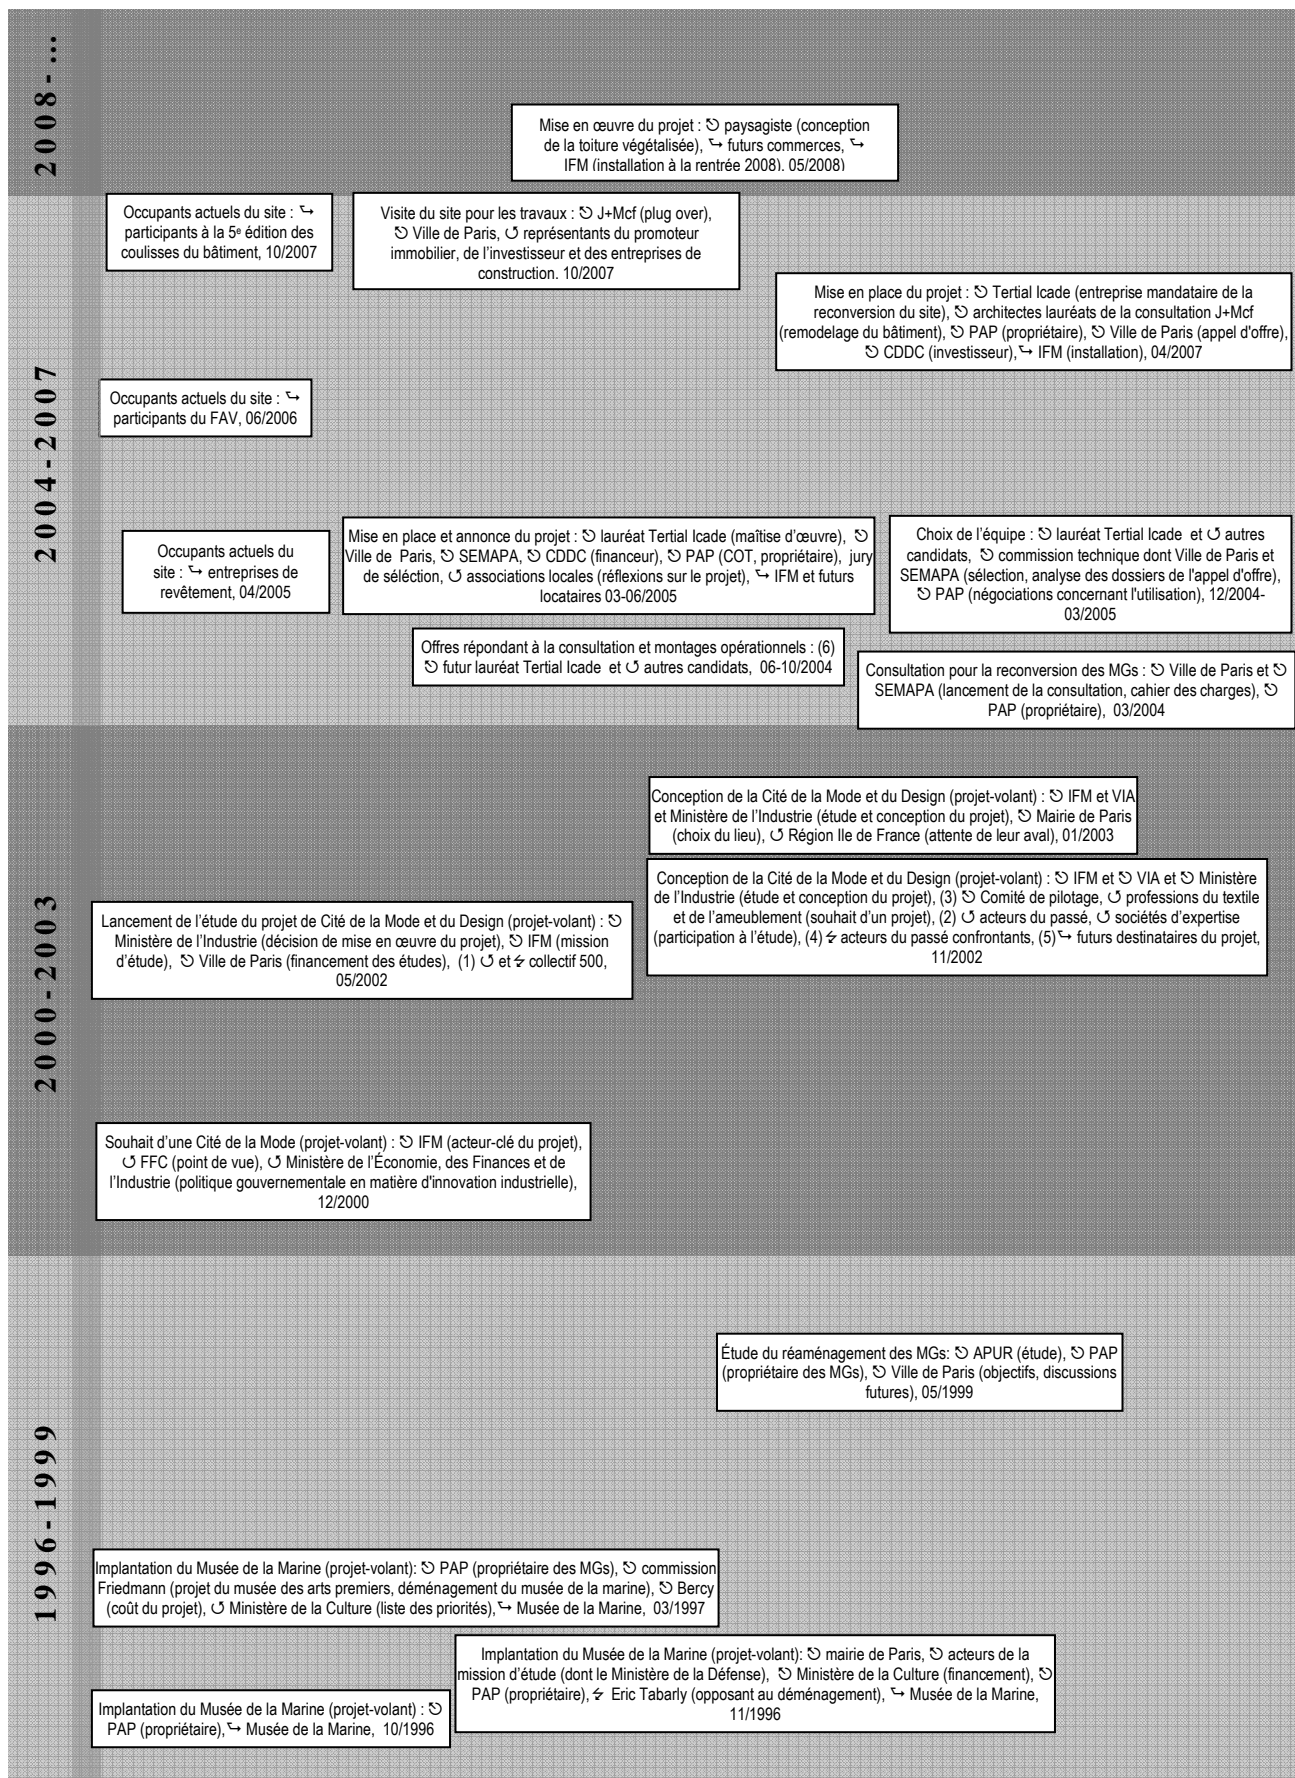 2008-...
Mise en œuvre du projet : ⎋ paysagiste (conception
de la toiture végétalisée), ↪ futurs commerces, ↪
IFM (installation à la rentrée 2008). 05/2008)
2004-2007
Occupants actuels du site : ↪
participants à la 5e édition des
coulisses du bâtiment, 10/2007
Visite du site pour les travaux : ⎋ J+Mcf (plug over),
⎋ Ville de Paris, ↺ représentants du promoteur
immobilier, de l'investisseur et des entreprises de
construction. 10/2007
Mise en place du projet : ⎋ Tertial Icade (entreprise mandataire de la
reconversion du site), ⎋ architectes lauréats de la consultation J+Mcf
(remodelage du bâtiment), ⎋ PAP (propriétaire), ⎋ Ville de Paris (appel d'offre),
⎋ CDDC (investisseur), ↪ IFM (installation), 04/2007
Occupants actuels du site : ↪
participants du FAV, 06/2006
Occupants actuels du
site : ↪ entreprises de
revêtement, 04/2005
Mise en place et annonce du projet : ⎋ lauréat Tertial Icade (maîtise d'œuvre), ⎋
Ville de Paris, ⎋ SEMAPA, ⎋ CDDC (financeur), ⎋ PAP (COT, propriétaire), jury
de séléction, ↺ associations locales (réflexions sur le projet), ↪ IFM et futurs
locataires 03-06/2005
Choix de l'équipe : ⎋ lauréat Tertial Icade et ↺ autres
candidats, ⎋ commission technique dont Ville de Paris et
SEMAPA (sélection, analyse des dossiers de l'appel d'offre),
⎋ PAP (négociations concernant l'utilisation), 12/2004-
03/2005
Offres répondant à la consultation et montages opérationnels : (6)
⎋ futur lauréat Tertial Icade et ↺ autres candidats, 06-10/2004
Consultation pour la reconversion des MGs : ⎋ Ville de Paris et ⎋
SEMAPA (lancement de la consultation, cahier des charges), ⎋
PAP (propriétaire), 03/2004
2000-2003
Conception de la Cité de la Mode et du Design (projet-volant) : ⎋ IFM et VIA
et Ministère de l'Industrie (étude et conception du projet), ⎋ Mairie de Paris
(choix du lieu), ↺ Région Ile de France (attente de leur aval), 01/2003
Conception de la Cité de la Mode et du Design (projet-volant) : ⎋ IFM et ⎋ VIA et ⎋ Ministère
de l'Industrie (étude et conception du projet), (3) ⎋ Comité de pilotage, ↺ professions du textile
et de l'ameublement (souhait d'un projet), (2) ↺ acteurs du passé, ↺ sociétés d'expertise
(participation à l'étude), (4) ⭍ acteurs du passé confrontants, (5) ↪ futurs destinataires du projet,
11/2002
Lancement de l'étude du projet de Cité de la Mode et du Design (projet-volant) : ⎋
Ministère de l'Industrie (décision de mise en œuvre du projet), ⎋ IFM (mission
d'étude), ⎋ Ville de Paris (financement des études), (1) ↺ et ⭍ collectif 500,
05/2002
Souhait d'une Cité de la Mode (projet-volant) : ⎋ IFM (acteur-clé du projet),
↺ FFC (point de vue), ↺ Ministère de l'Économie, des Finances et de
l'Industrie (politique gouvernementale en matière d'innovation industrielle),
12/2000
1996-1999
Étude du réaménagement des MGs: ⎋ APUR (étude), ⎋ PAP
(propriétaire des MGs), ⎋ Ville de Paris (objectifs, discussions
futures), 05/1999
Implantation du Musée de la Marine (projet-volant): ⎋ PAP (propriétaire des MGs), ⎋ commission
Friedmann (projet du musée des arts premiers, déménagement du musée de la marine), ⎋ Bercy
(coût du projet), ↺ Ministère de la Culture (liste des priorités), ↪ Musée de la Marine, 03/1997
Implantation du Musée de la Marine (projet-volant): ⎋ mairie de Paris, ⎋ acteurs de la
mission d'étude (dont le Ministère de la Défense), ⎋ Ministère de la Culture (financement), ⎋
PAP (propriétaire), ⭍ Eric Tabarly (opposant au déménagement), ↪ Musée de la Marine,
11/1996
Implantation du Musée de la Marine (projet-volant) : ⎋
PAP (propriétaire), ↪ Musée de la Marine, 10/1996